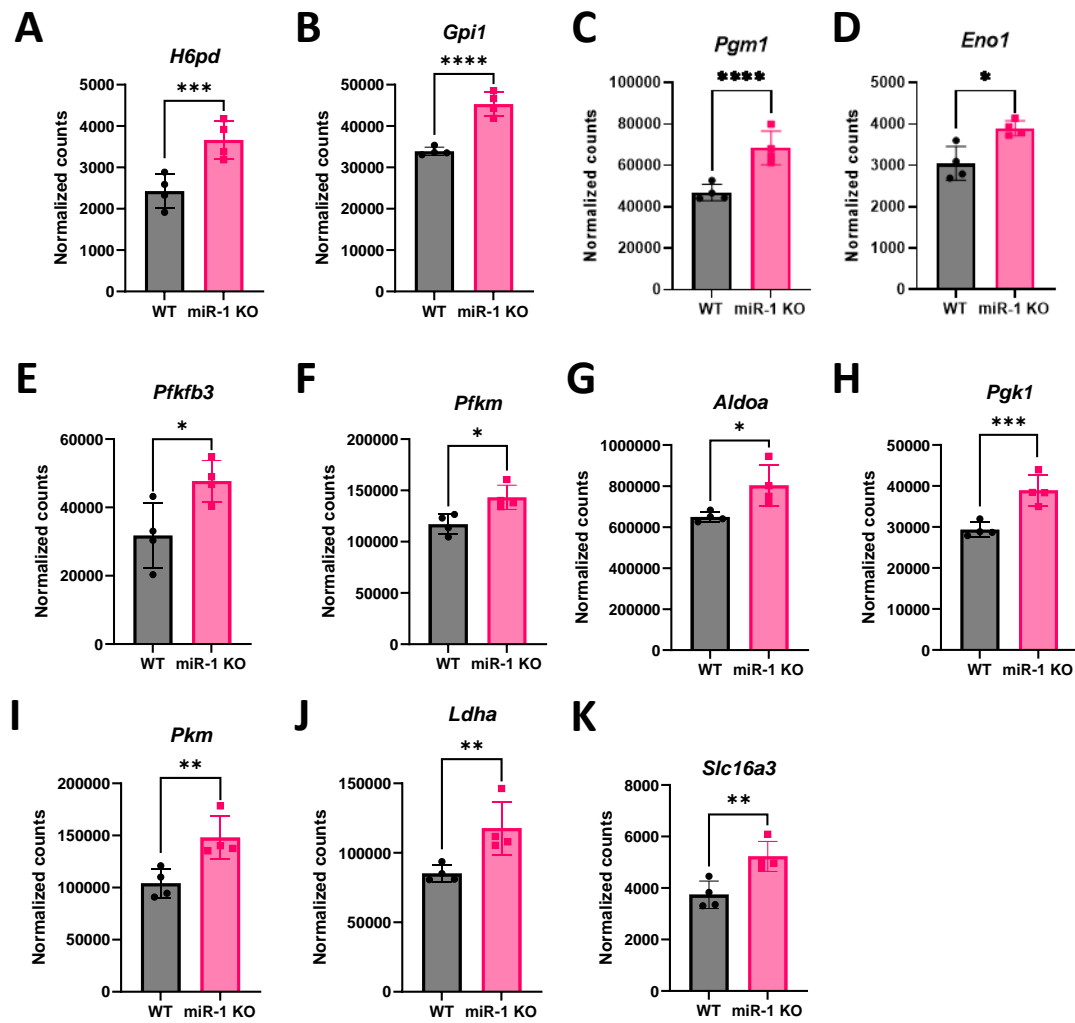 A
H6pd
***
Normalized counts
5000
4000
3000
2000
1000
0
WT miR-1 KO
B
Gpi1
****
Normalized counts
50000
40000
30000
20000
10000
0
WT miR-1 KO
C
Pgm1
****
Normalized counts
100000
80000
60000
40000
20000
0
WT miR-1 KO
D
Eno1
*
Normalized counts
5000
4000
3000
2000
1000
0
WT miR-1 KO
E
Pfkfb3
*
Normalized counts
60000
40000
20000
0
WT miR-1 KO
F
Pfkm
*
Normalized counts
200000
150000
100000
50000
0
WT miR-1 KO
G
Aldoa
*
Normalized counts
1000000
800000
600000
400000
200000
0
WT miR-1 KO
H
Pgk1
***
Normalized counts
50000
40000
30000
20000
10000
0
WT miR-1 KO
I
Pkm
**
Normalized counts
200000
150000
100000
50000
0
WT miR-1 KO
J
Ldha
**
Normalized counts
150000
100000
50000
0
WT miR-1 KO
K
Slc16a3
**
Normalized counts
8000
6000
4000
2000
0
WT miR-1 KO